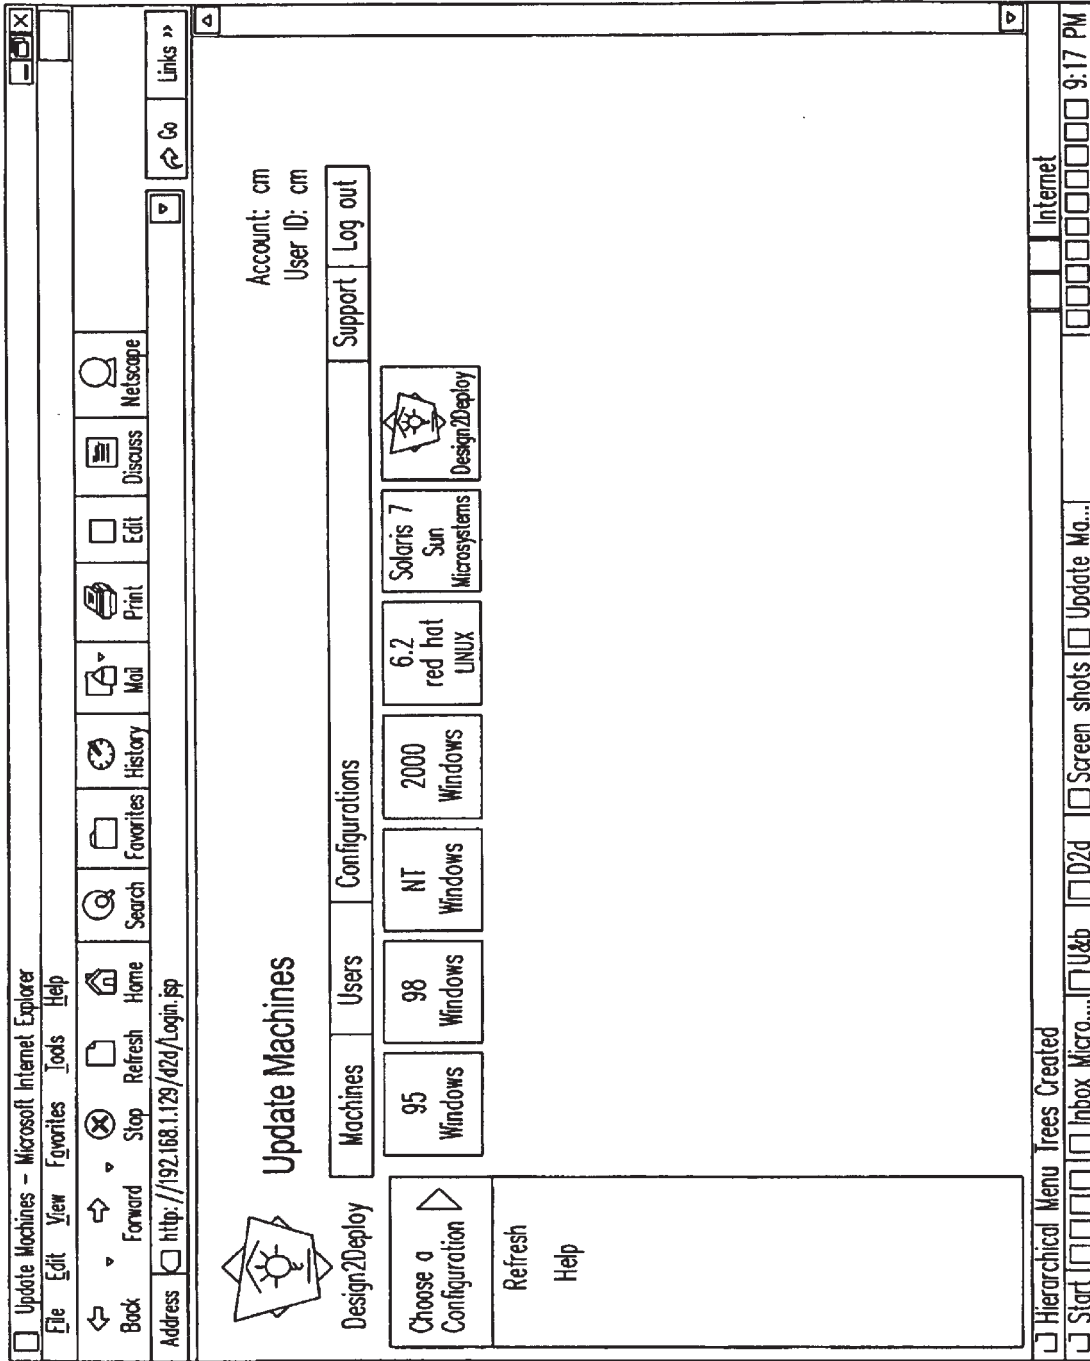 Update Machines – Microsoft Internet Explorer
File Edit View Favorites Tools Help
Back Forward Stop Refresh Home Search Favorites History Mail Print Edit Discuss Netscape
Address http://192.168.1.129/d2d/Login.jsp Go Links »
Design2Deploy
Update Machines
Account: cm
User ID: cm
Machines Users Configurations Support Log out
Choose a
Configuration
95
Windows
98
Windows
NT
Windows
2000
Windows
6.2
red hat
LINUX
Solaris 7
Sun
Microsystems
Design2Deploy
Refresh
Help
Hierarchical Menu Trees Created Internet
Start Inbox Micro... U&b D2d Screen shots Update Ma... 9:17 PM